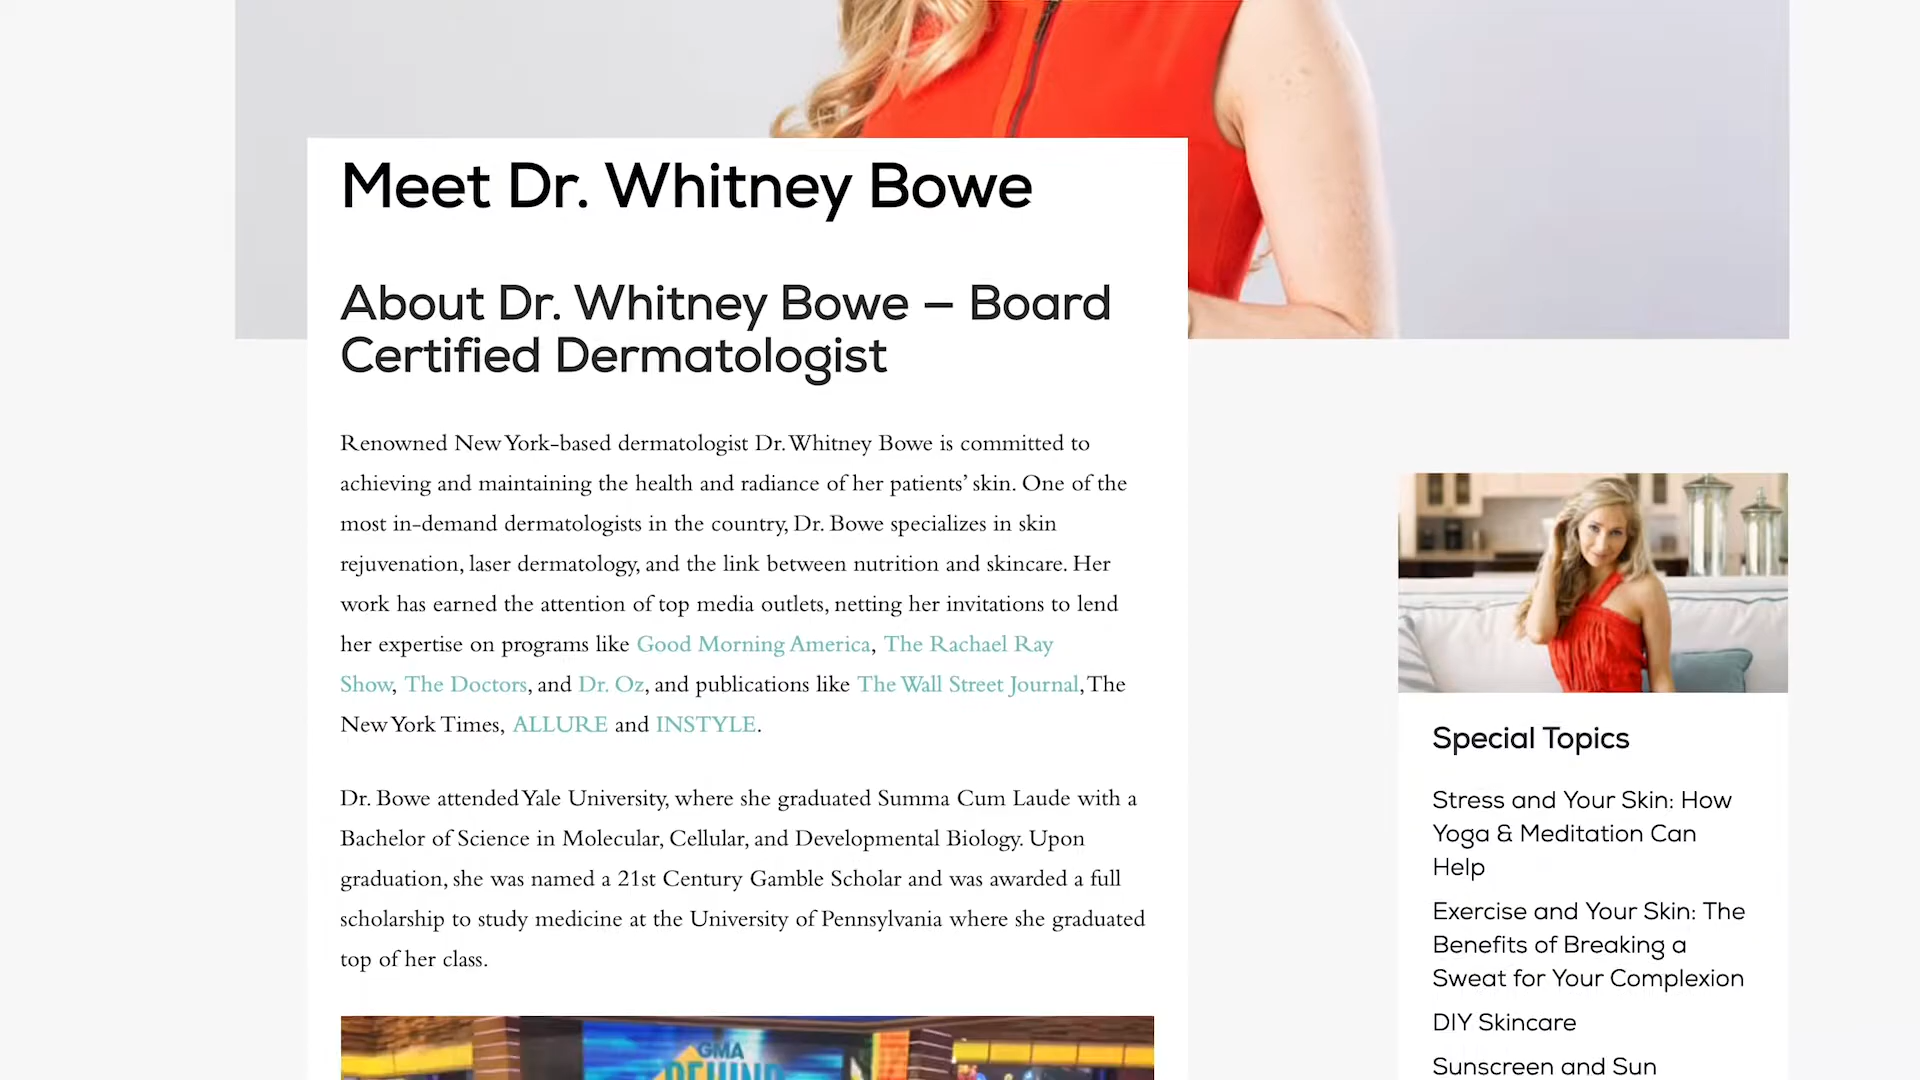 Meet Dr. Whitney Bowe
About Dr. Whitney Bowe – Board
Certified Dermatologist
Renowned New York-based dermatologist Dr. Whitney Bowe is committed to
achieving and maintaining the health and radiance of her patients’ skin. One of the
most in-demand dermatologists in the country, Dr. Bowe specializes in skin
rejuvenation, laser dermatology, and the link between nutrition and skincare. Her
work has earned the attention of top media outlets, netting her invitations to lend
her expertise on programs like Good Morning America, The Rachael Ray
Show, The Doctors, and Dr. Oz, and publications like The Wall Street Journal, The
New York Times, ALLURE and INSTYLE.
Dr. Bowe attended Yale University, where she graduated Summa Cum Laude with a
Bachelor of Science in Molecular, Cellular, and Developmental Biology. Upon
graduation, she was named a 21st Century Gamble Scholar and was awarded a full
scholarship to study medicine at the University of Pennsylvania where she graduated
top of her class.
GMA
BEHIND
Special Topics
Stress and Your Skin: How
Yoga & Meditation Can
Help
Exercise and Your Skin: The
Benefits of Breaking a
Sweat for Your Complexion
DIY Skincare
Sunscreen and Sun